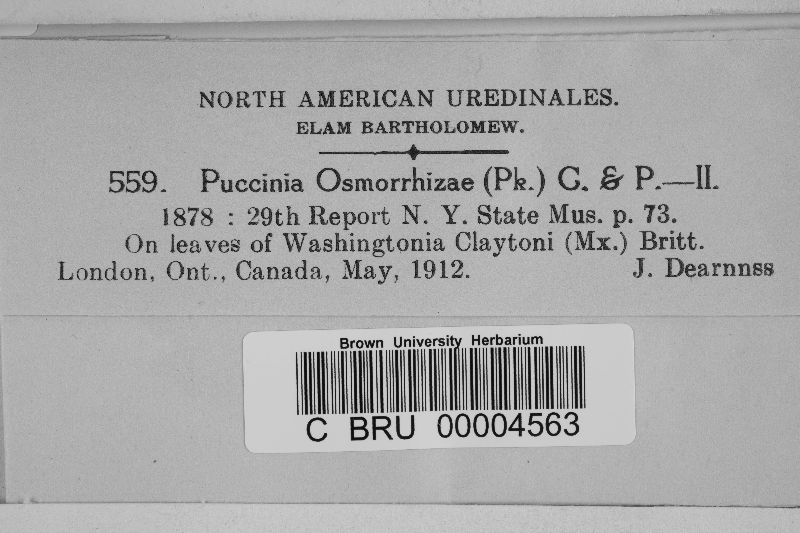 NORTH AMERICAN UREDINALES.
ELAM BARTHOLOMEW.
559. Puccinia Osmorrhizae (Pk.) C. & P.—II.
1878 : 29th Report N. Y. State Mus. p. 73.
On leaves of Washingtonia Claytoni (Mx.) Britt.
London, Ont., Canada, May, 1912. J. Dearnnss
Brown University Herbarium
C BRU 00004563